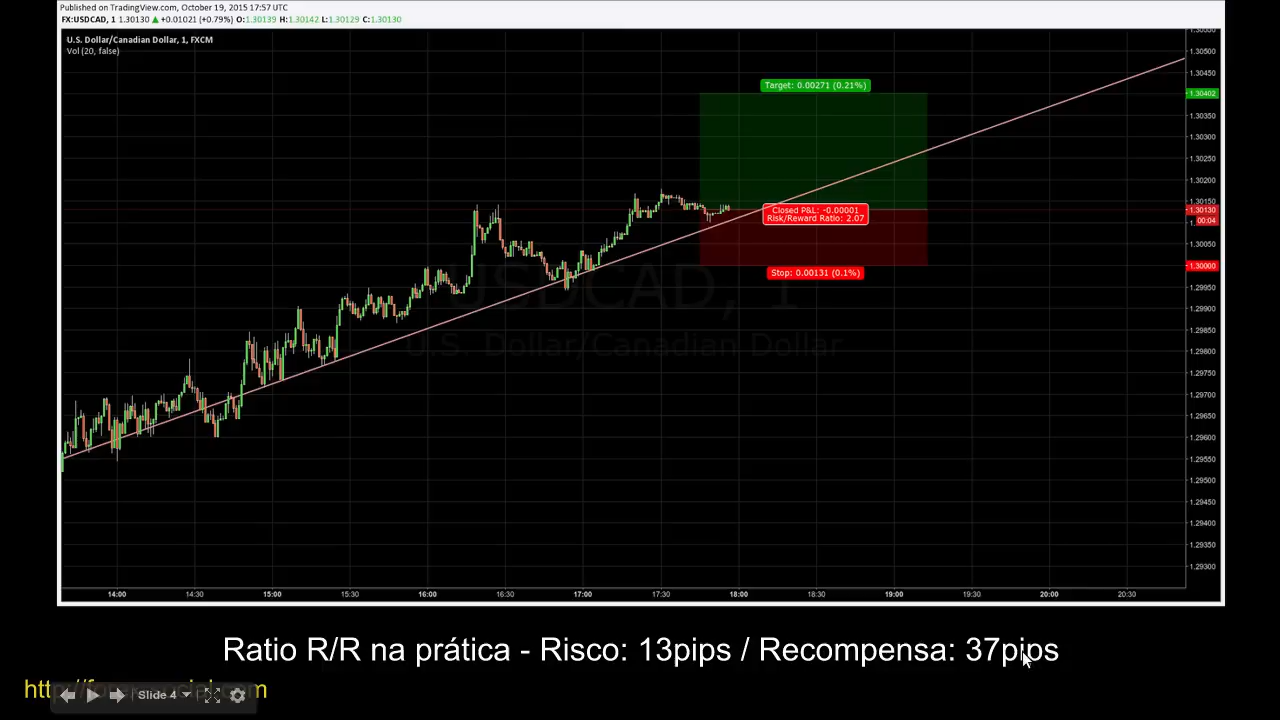 Published on TradingView.com, October 19, 2015 17:57 UTC
FX:USDCAD, 1 1.30130 ▲ +0.01021 (+0.79%) O:1.30139 H:1.30142 L:1.30129 C:1.30130
U.S. Dollar/Canadian Dollar, 1, FXCM
Vol (20, false)
1.30500
1.30450
Target: 0.00271 (0.21%)
1.30402
1.30350
1.30300
1.30250
1.30200
1.30150
1.30130
00:04
Closed P&L: -0.00001
Risk/Reward Ratio: 2.07
1.30050
1.30000
Stop: 0.00131 (0.1%)
USDCAD, 1
U.S. Dollar/Canadian Dollar
1.29950
1.29900
1.29850
1.29800
1.29750
1.29700
1.29650
1.29600
1.29550
1.29500
1.29450
1.29400
1.29350
1.29300
14:00 14:30 15:00 15:30 16:00 16:30 17:00 17:30 18:00 18:30 19:00 19:30 20:00 20:30
Ratio R/R na prática - Risco: 13pips / Recompensa: 37pips
Slide 4